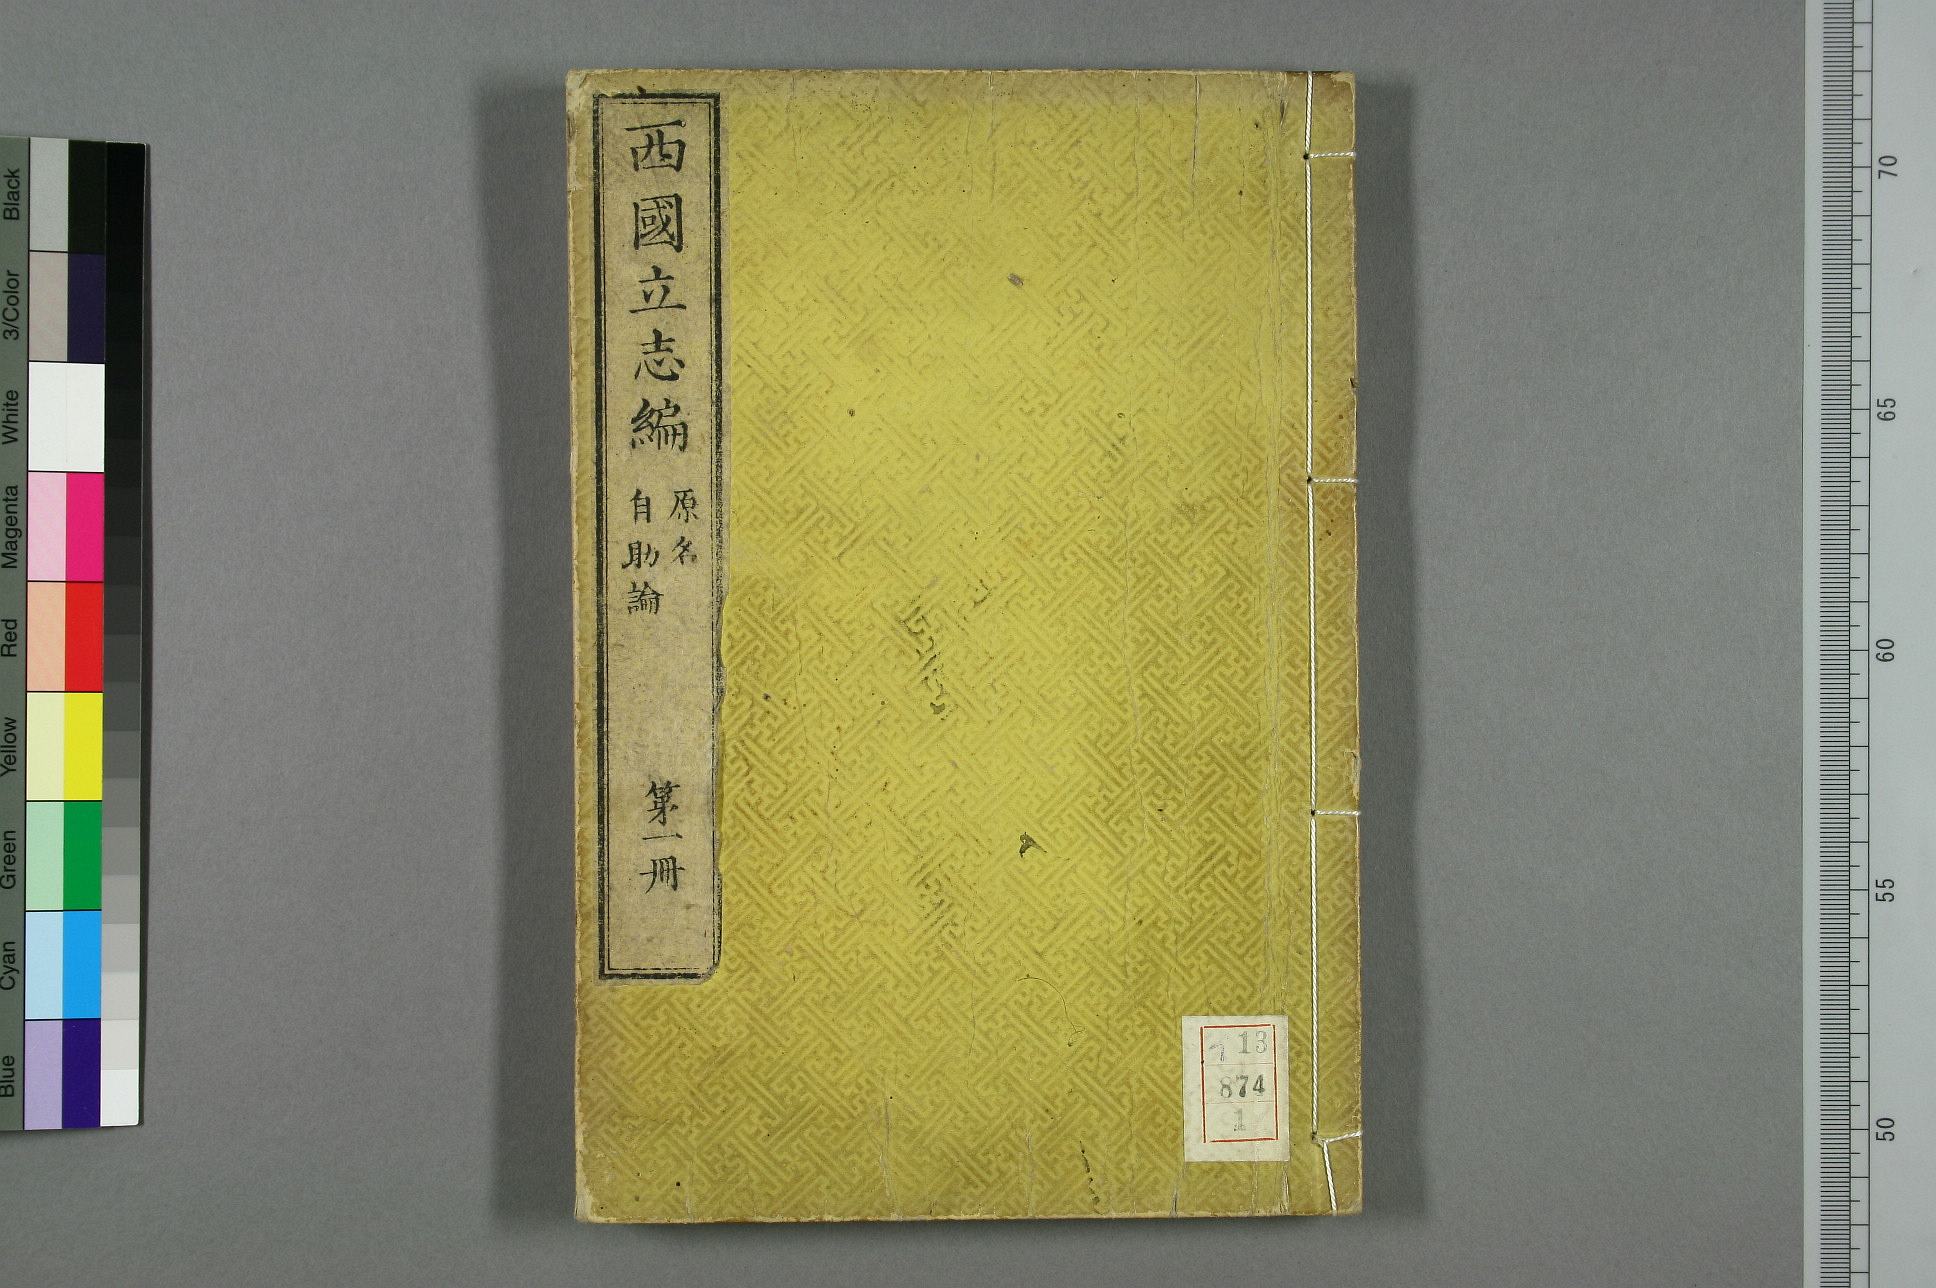 西國立志編
原名
自助論
第一冊
13
874
1
Black
3/Color
White
Magenta
Red
Yellow
Green
Cyan
Blue
70
65
60
55
50